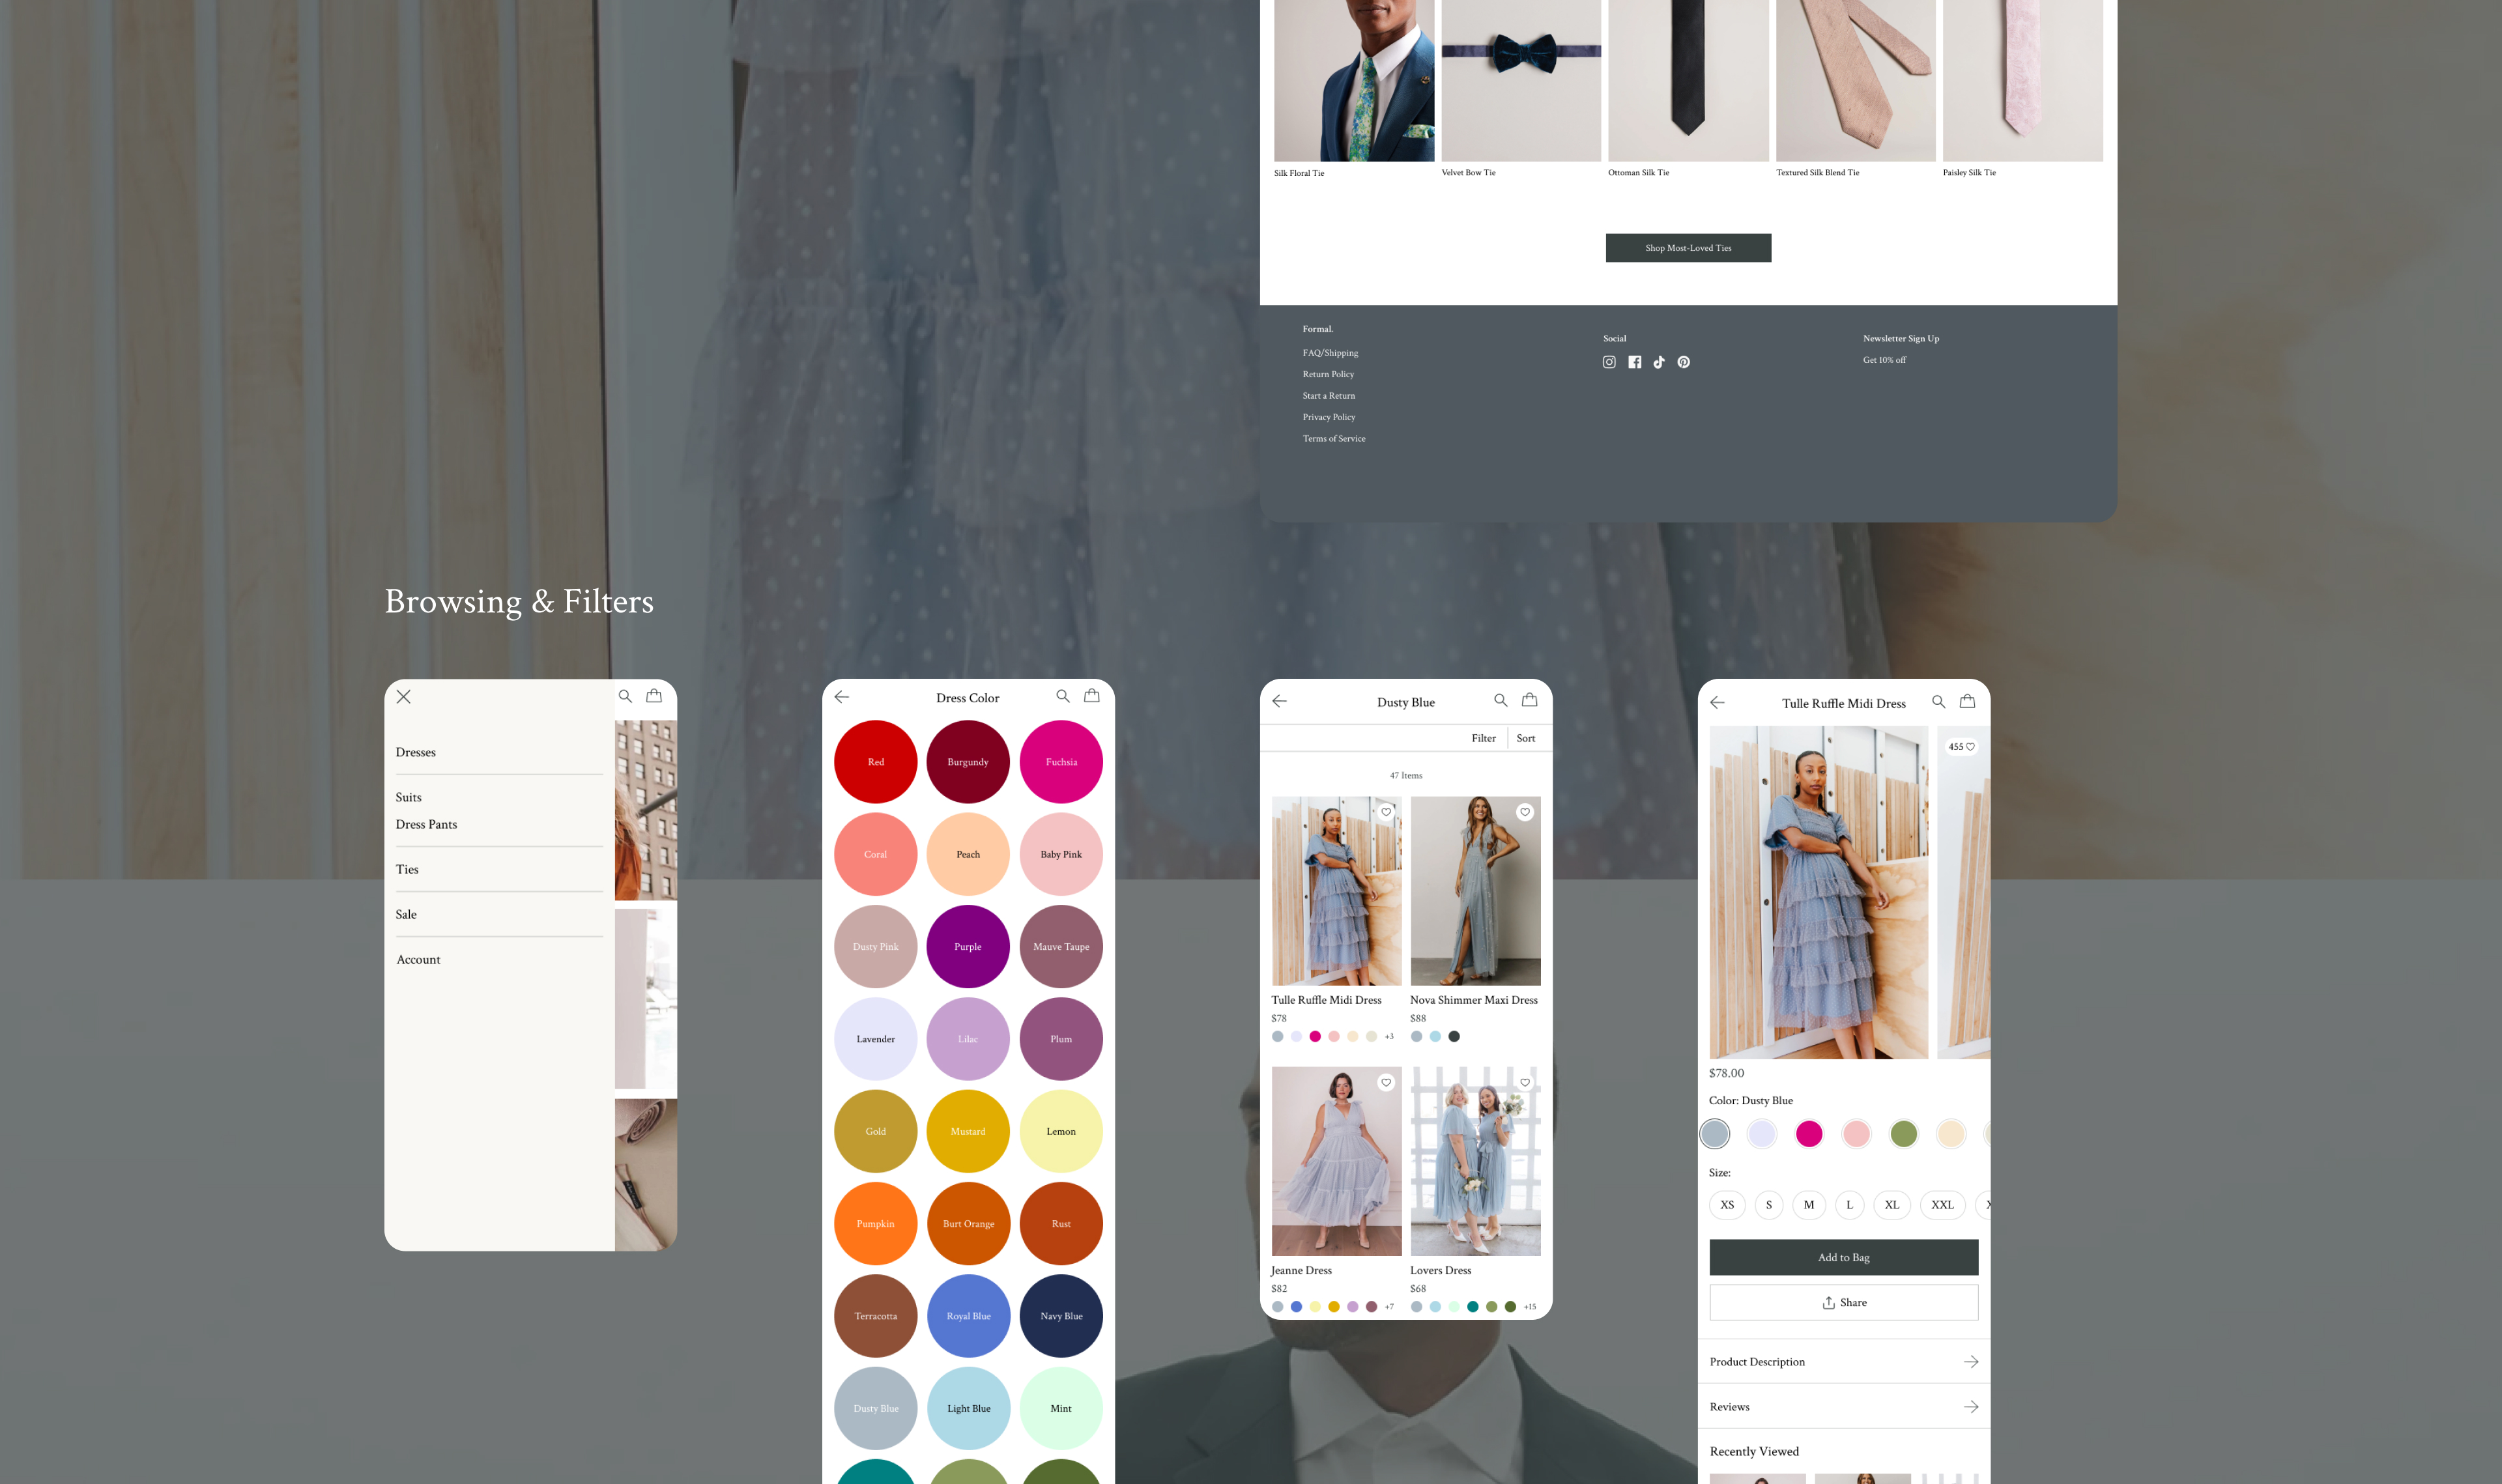 Silk Floral Tie
Velvet Bow Tie
Ottoman Silk Tie
Textured Silk Blend Tie
Paisley Silk Tie
Shop Most-Loved Ties
Formal.
FAQ/Shipping
Return Policy
Start a Return
Privacy Policy
Terms of Service
Social
Newsletter Sign Up
Get 10% off
Browsing & Filters
Dresses
Suits
Dress Pants
Ties
Sale
Account
Dress Color
Red
Burgundy
Fuchsia
Coral
Peach
Baby Pink
Dusty Pink
Purple
Mauve Taupe
Lavender
Lilac
Plum
Gold
Mustard
Lemon
Pumpkin
Burt Orange
Rust
Terracotta
Royal Blue
Navy Blue
Dusty Blue
Light Blue
Mint
Dusty Blue
Filter
Sort
47 Items
Tulle Ruffle Midi Dress
$78
+3
Nova Shimmer Maxi Dress
$88
Jeanne Dress
$82
+7
Lovers Dress
$68
+15
Tulle Ruffle Midi Dress
455
$78.00
Color: Dusty Blue
Size:
XS
S
M
L
XL
XXL
Add to Bag
Share
Product Description
Reviews
Recently Viewed